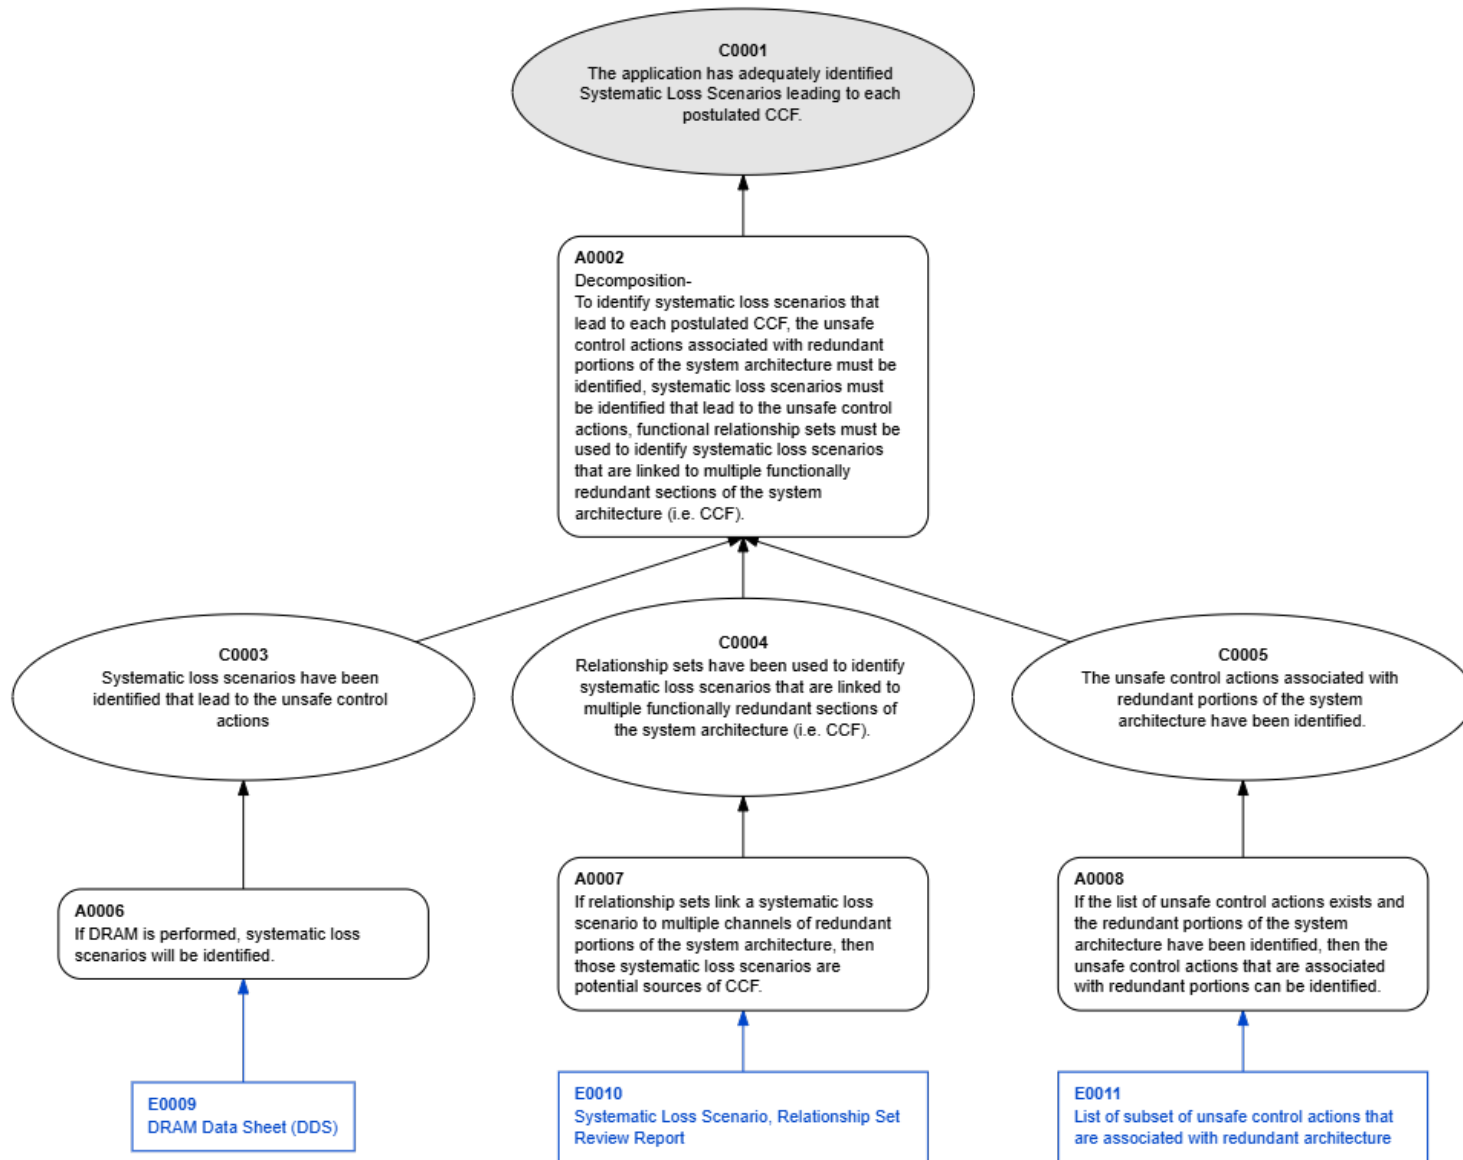 C0001
The application has adequately identified
Systematic Loss Scenarios leading to each
postulated CCF.
A0002
Decomposition-
To identify systematic loss scenarios that
lead to each postulated CCF, the unsafe
control actions associated with redundant
portions of the system architecture must be
identified, systematic loss scenarios must
be identified that lead to the unsafe control
actions, functional relationship sets must be
used to identify systematic loss scenarios
that are linked to multiple functionally
redundant sections of the system
architecture (i.e. CCF).
C0003
Systematic loss scenarios have been
identified that lead to the unsafe control
actions
C0004
Relationship sets have been used to identify
systematic loss scenarios that are linked to
multiple functionally redundant sections of
the system architecture (i.e. CCF).
C0005
The unsafe control actions associated with
redundant portions of the system
architecture have been identified.
A0006
If DRAM is performed, systematic loss
scenarios will be identified.
A0007
If relationship sets link a systematic loss
scenario to multiple channels of redundant
portions of the system architecture, then
those systematic loss scenarios are
potential sources of CCF.
A0008
If the list of unsafe control actions exists and
the redundant portions of the system
architecture have been identified, then the
unsafe control actions that are associated
with redundant portions can be identified.
E0009
DRAM Data Sheet (DDS)
E0010
Systematic Loss Scenario, Relationship Set
Review Report
E0011
List of subset of unsafe control actions that
are associated with redundant architecture